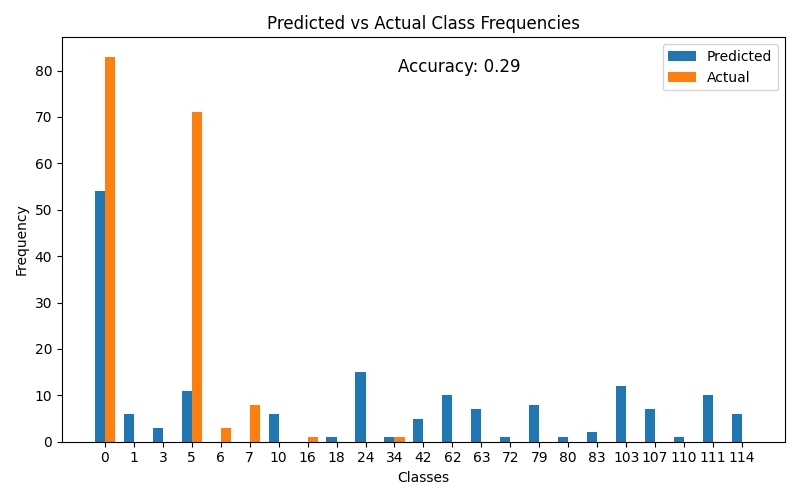 Predicted vs Actual Class Frequencies
Accuracy: 0.29
Predicted
Actual
Frequency
80
70
60
50
40
30
20
10
0
0 1 3 5 6 7 10 16 18 24 34 42 62 63 72 79 80 83 103 107 110 111 114
Classes